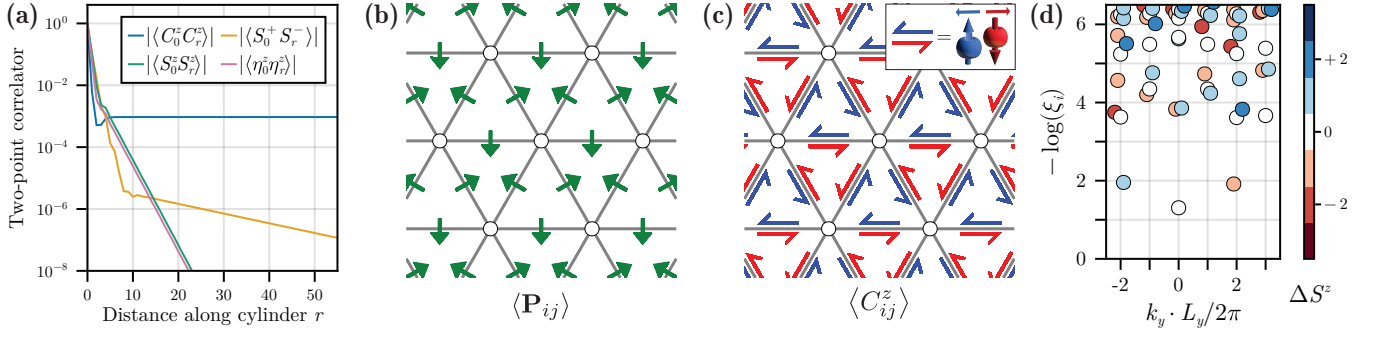 (a)
Two-point correlator
10⁻⁸
10⁻⁶
10⁻⁴
10⁻²
10⁰
|⟨C₀ᶻCᵣᶻ⟩|
|⟨S₀⁺Sᵣ⁻⟩|
|⟨S₀ᶻSᵣᶻ⟩|
|⟨η₀ᶻηᵣᶻ⟩|
0 10 20 30 40 50
Distance along cylinder r
(b)
⟨P_ij⟩
(c)
=
⟨C^z_ij⟩
(d)
− log(ξᵢ)
6
4
2
0
-2 0 2
k_y · L_y/2π
+2
0
−2
ΔSᶻ